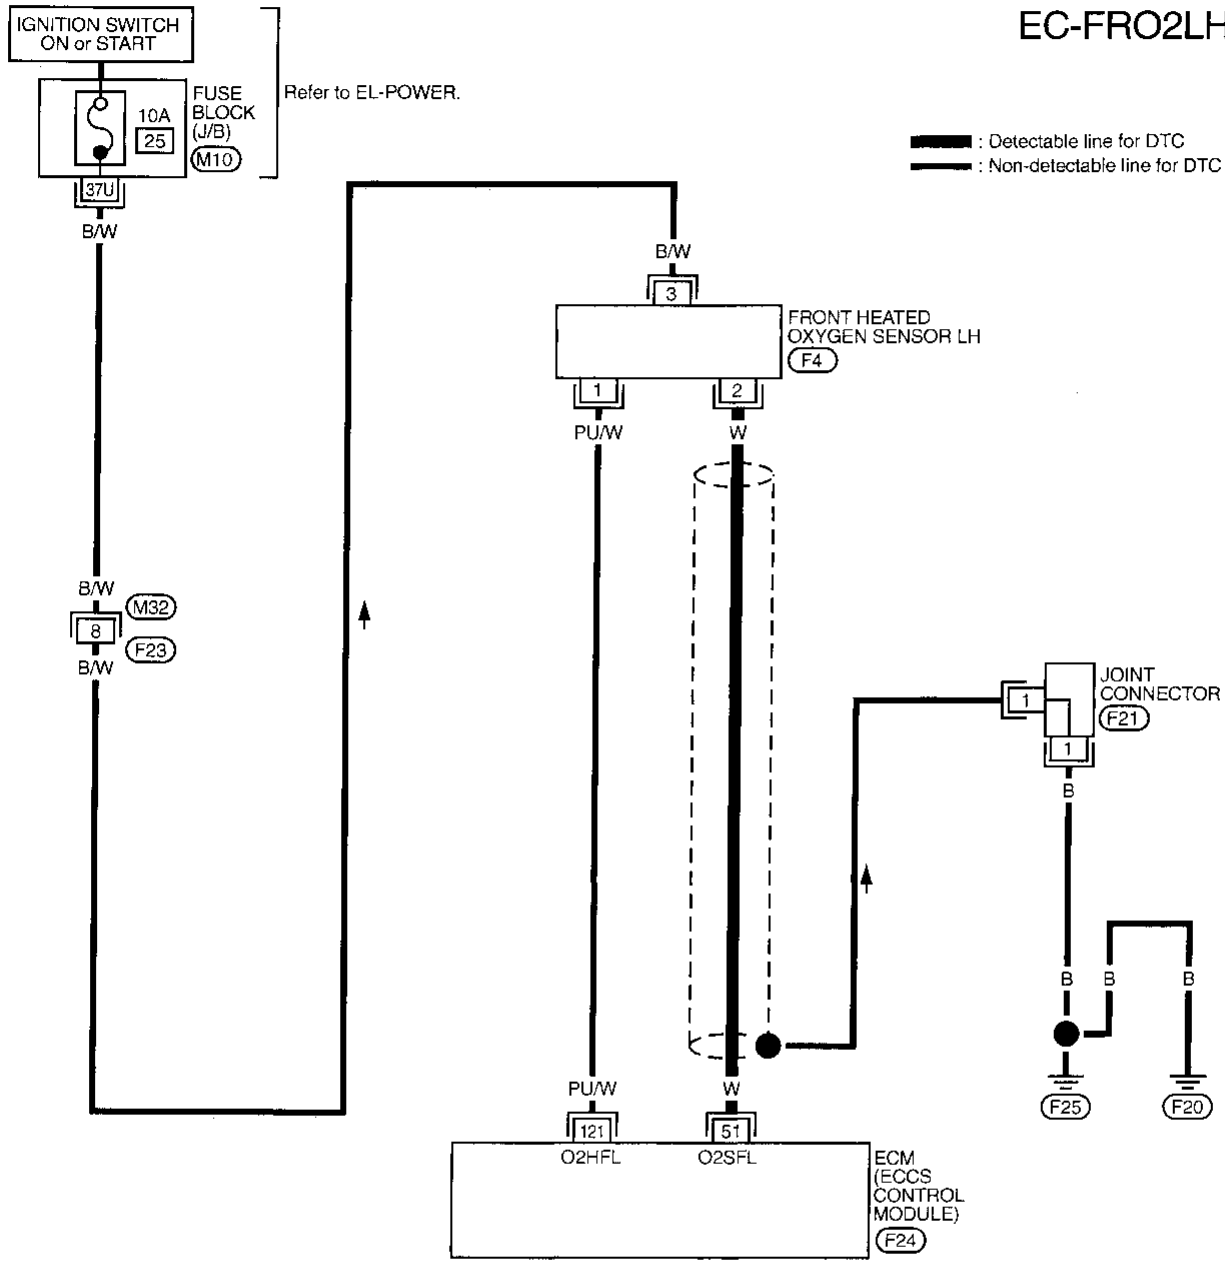 EC-FRO2LH
IGNITION SWITCH
ON or START
FUSE
BLOCK
(J/B)
M10
10A
25
Refer to EL-POWER.
: Detectable line for DTC
: Non-detectable line for DTC
37U
B/W
B/W
3
FRONT HEATED
OXYGEN SENSOR LH
F4
1
2
PU/W
W
B/W
M32
8
F23
B/W
JOINT
CONNECTOR
F21
1
1
B
B
B
B
F25
F20
PU/W
W
121
51
O2HFL
O2SFL
ECM
(ECCS
CONTROL
MODULE)
F24